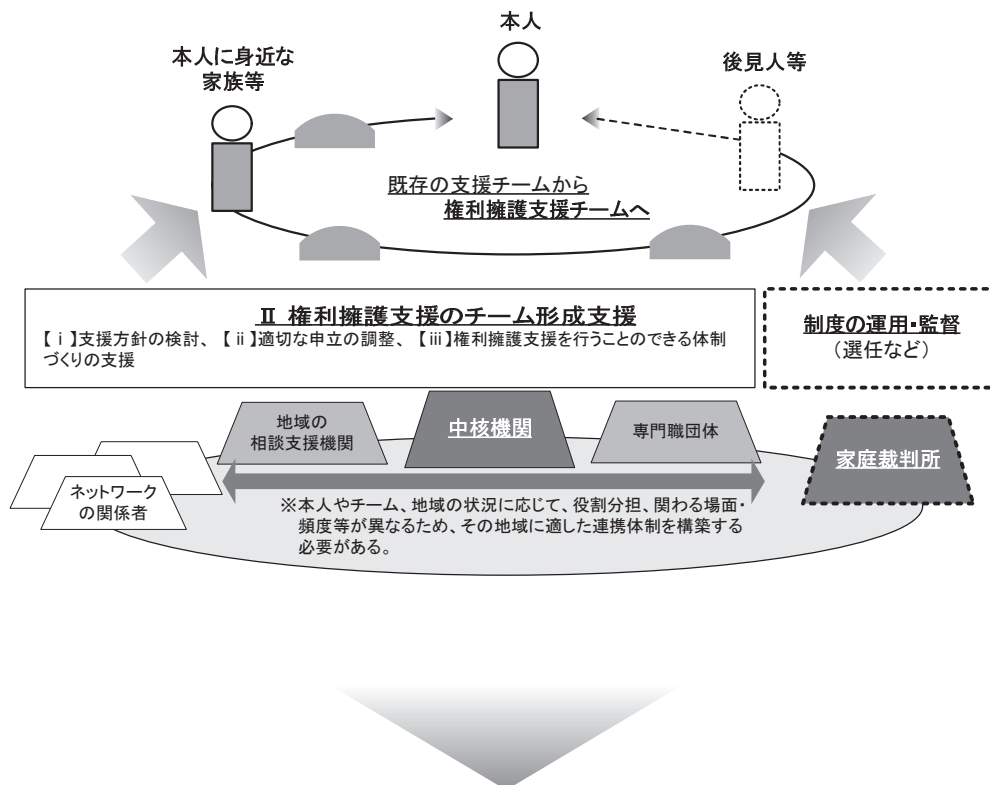 本人
本人に身近な
家族等
後見人等
既存の支援チームから
権利擁護支援チームへ
Ⅱ 権利擁護支援のチーム形成支援
【ⅰ】支援方針の検討、【ⅱ】適切な申立の調整、【ⅲ】権利擁護支援を行うことのできる体制
づくりの支援
制度の運用・監督
（選任など）
地域の
相談支援機関
中核機関
専門職団体
家庭裁判所
ネットワーク
の関係者
※本人やチーム、地域の状況に応じて、役割分担、関わる場面・
頻度等が異なるため、その地域に適した連携体制を構築する
必要がある。